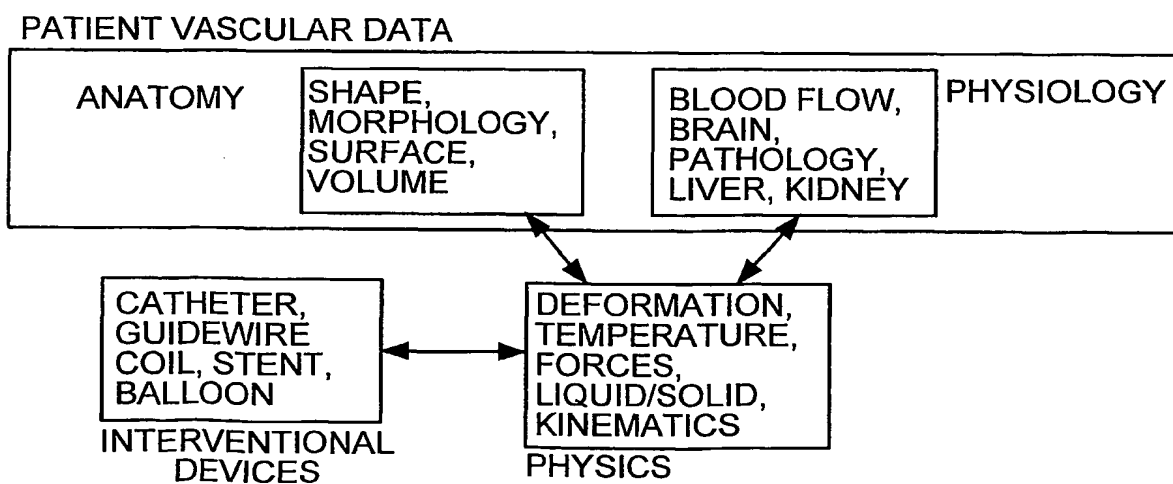 PATIENT VASCULAR DATA
ANATOMY
SHAPE,
MORPHOLOGY,
SURFACE,
VOLUME
BLOOD FLOW,
BRAIN,
PATHOLOGY,
LIVER, KIDNEY
PHYSIOLOGY
CATHETER,
GUIDEWIRE
COIL, STENT,
BALLOON
INTERVENTIONAL
DEVICES
DEFORMATION,
TEMPERATURE,
FORCES,
LIQUID/SOLID,
KINEMATICS
PHYSICS